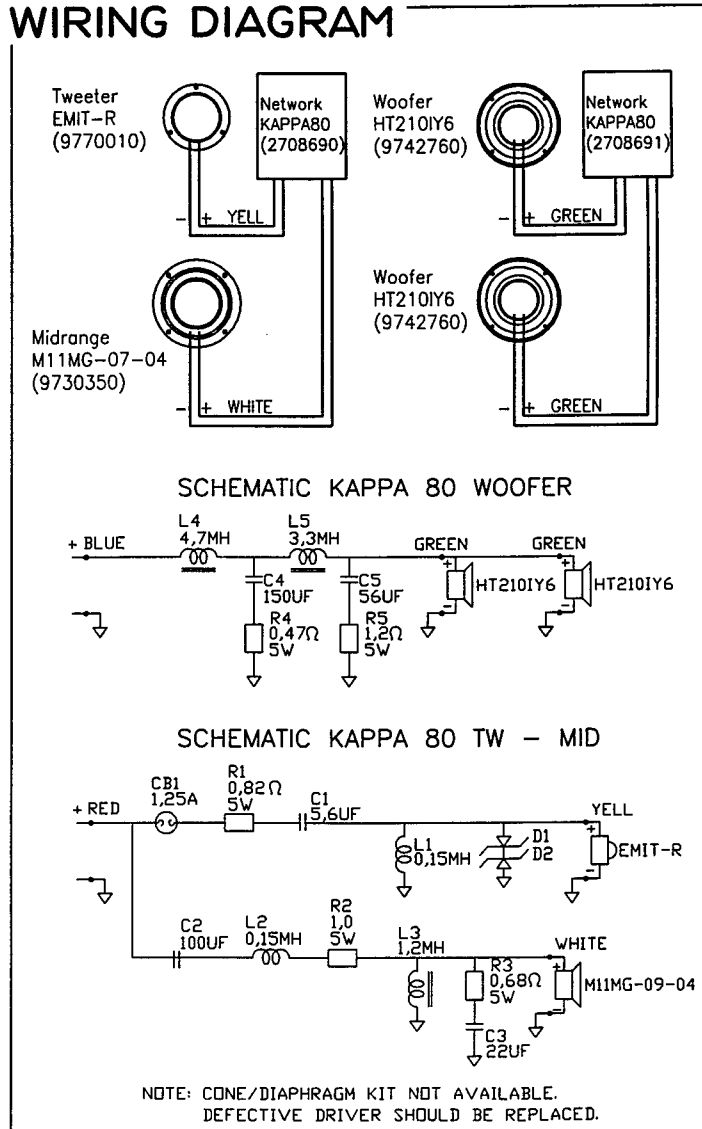 WIRING DIAGRAM
Tweeter
EMIT-R
(9770010)
Network
KAPPA80
(2708690)
- + YELL
Woofer
HT210IY6
(9742760)
Network
KAPPA80
(2708691)
- + GREEN
Midrange
M11MG-07-04
(9730350)
- + WHITE
Woofer
HT210IY6
(9742760)
- + GREEN
SCHEMATIC KAPPA 80 WOOFER
+ BLUE
L4
4,7MH
L5
3,3MH
GREEN
GREEN
C4
150UF
C5
56UF
+
-
HT210IY6
+
-
HT210IY6
R4
0,47Ω
5W
R5
1,2Ω
5W
SCHEMATIC KAPPA 80 TW - MID
+ RED
CB1
1,25A
R1
0,82Ω
5W
C1
5,6UF
YELL
L1
0,15MH
D1
D2
+
-
EMIT-R
C2
100UF
L2
0,15MH
R2
1,0
5W
L3
1,2MH
WHITE
R3
0,68Ω
5W
+
-
M11MG-09-04
C3
22UF
NOTE: CONE/DIAPHRAGM KIT NOT AVAILABLE.
DEFECTIVE DRIVER SHOULD BE REPLACED.